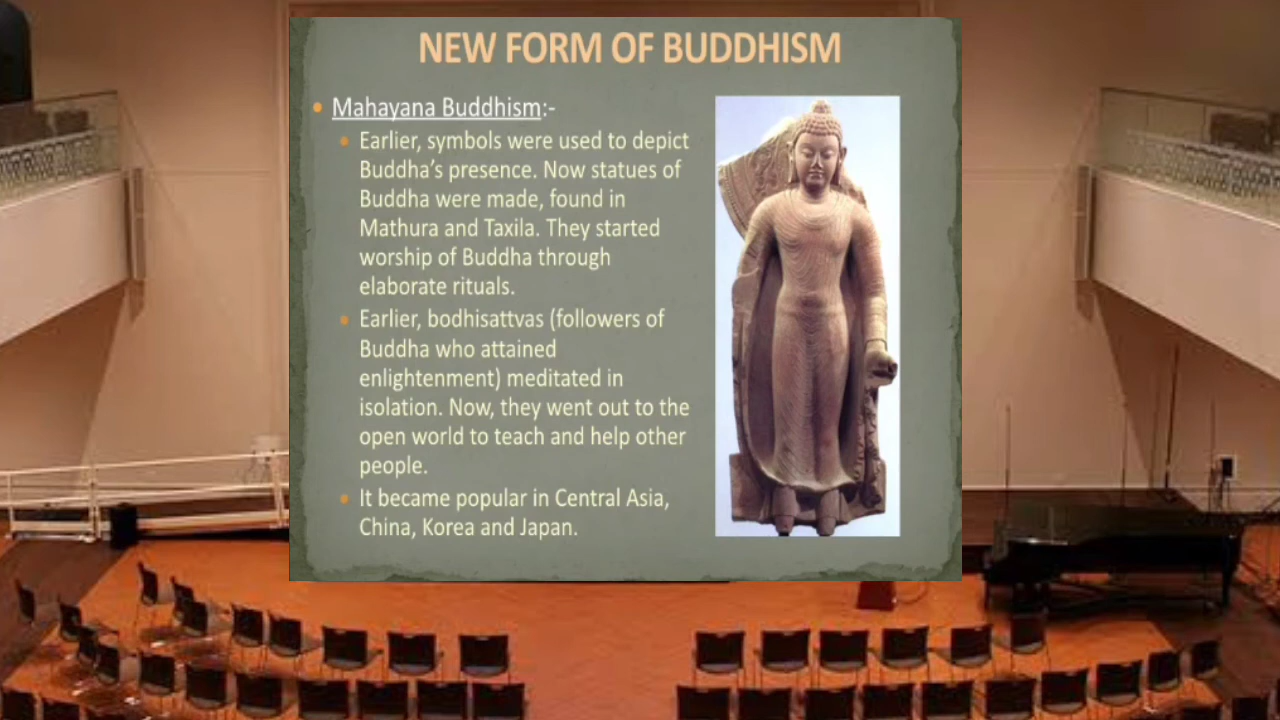 NEW FORM OF BUDDHISM
• Mahayana Buddhism:-
• Earlier, symbols were used to depict
Buddha’s presence. Now statues of
Buddha were made, found in
Mathura and Taxila. They started
worship of Buddha through
elaborate rituals.
• Earlier, bodhisattvas (followers of
Buddha who attained
enlightenment) meditated in
isolation. Now, they went out to the
open world to teach and help other
people.
• It became popular in Central Asia,
China, Korea and Japan.